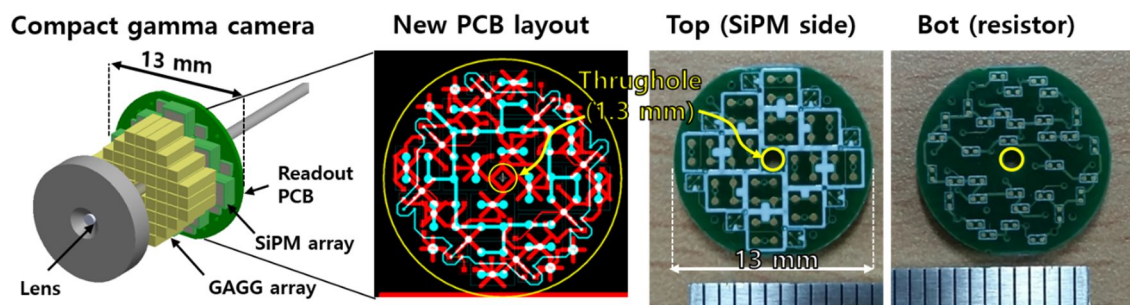 Compact gamma camera
13 mm
Readout
PCB
SiPM array
GAGG array
Lens
New PCB layout
Thrughole
(1.3 mm)
Top (SiPM side)
13 mm
Bot (resistor)